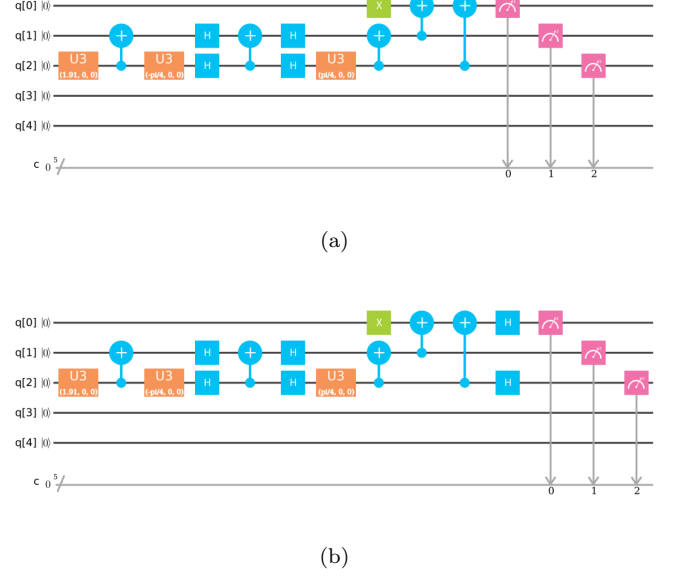 q[0] |0⟩ X + +
q[1] |0⟩ + H + H +
q[2] |0⟩ U3 (1.91, 0, 0) U3 (-pi/4, 0, 0) H H U3 (pi/4, 0, 0)
q[3] |0⟩
q[4] |0⟩
c 0 5
0 1 2
(a)
q[0] |0⟩ X + + H
q[1] |0⟩ + H + H +
q[2] |0⟩ U3 (1.91, 0, 0) U3 (-pi/4, 0, 0) H H U3 (pi/4, 0, 0) H
q[3] |0⟩
q[4] |0⟩
c 0 5
0 1 2
(b)